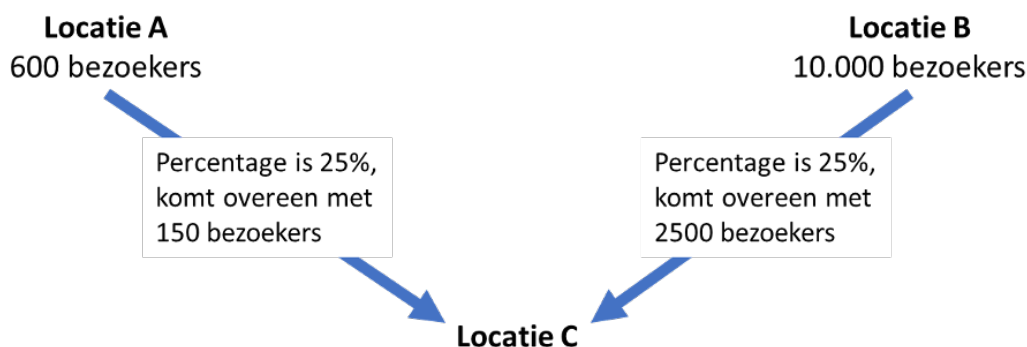 Locatie A
600 bezoekers
Locatie B
10.000 bezoekers
Percentage is 25%,
komt overeen met
150 bezoekers
Percentage is 25%,
komt overeen met
2500 bezoekers
Locatie C